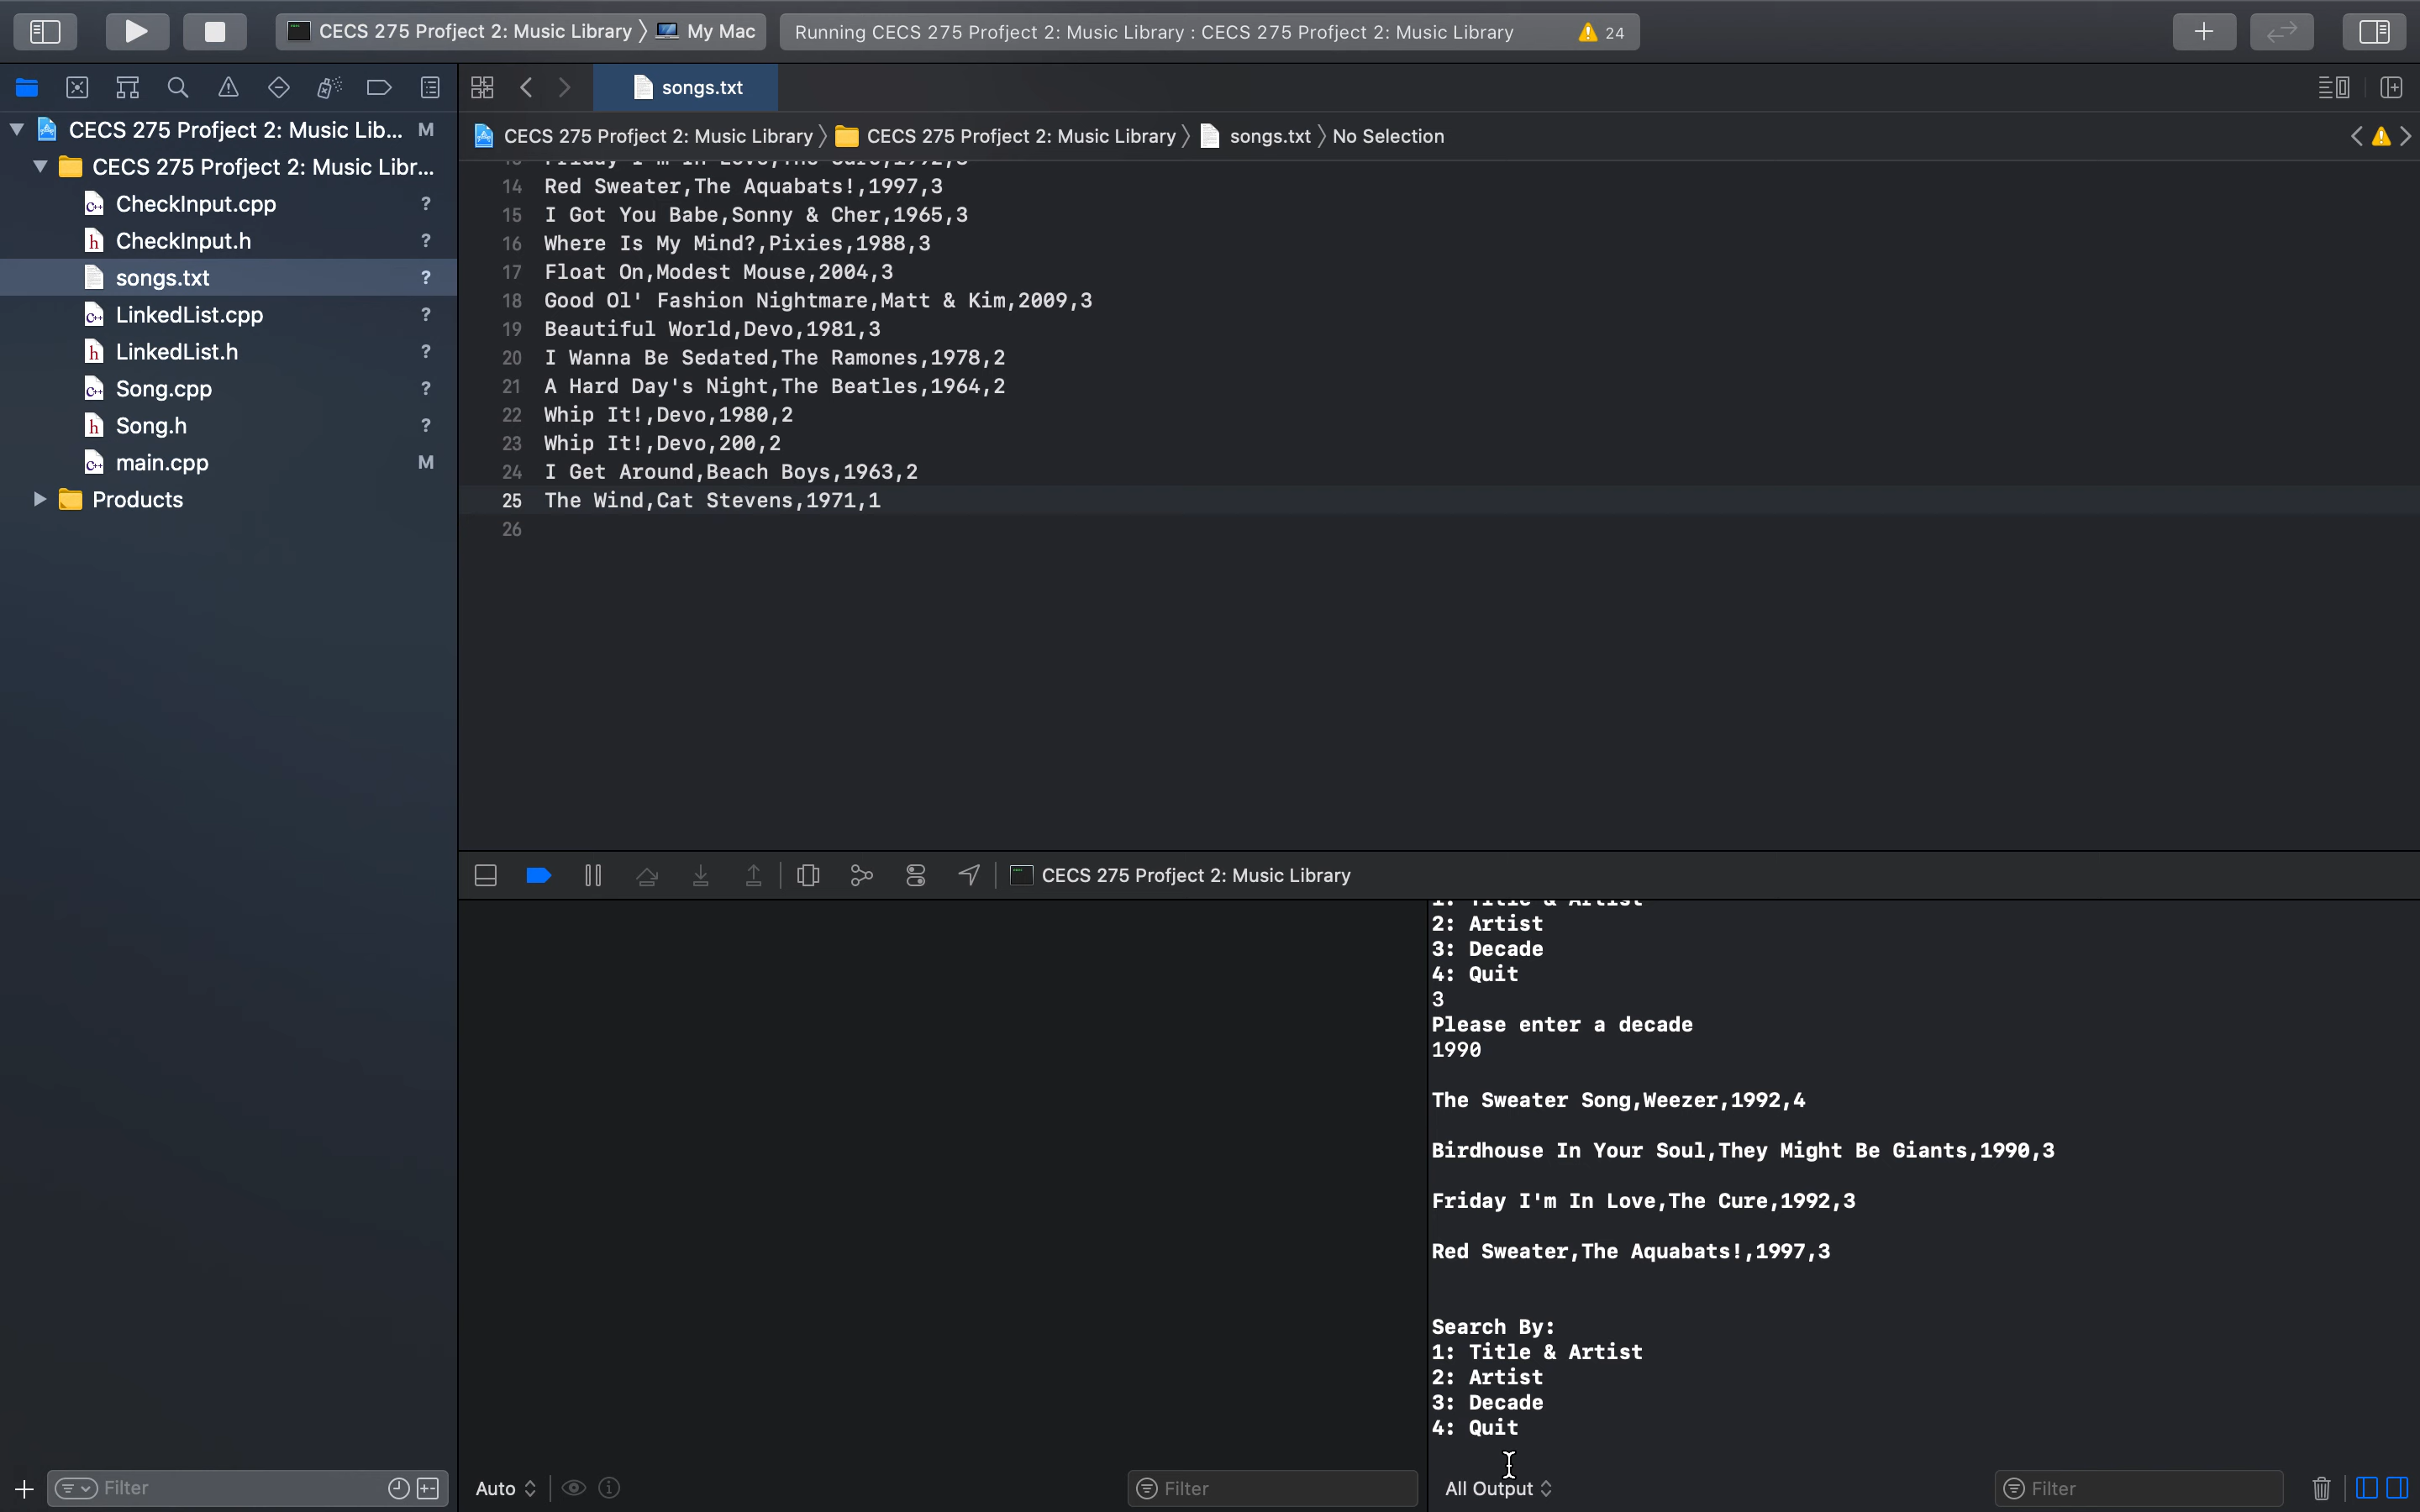 CECS 275 Profject 2: Music Library 〉 My Mac
Running CECS 275 Profject 2: Music Library : CECS 275 Profject 2: Music Library
24
songs.txt
CECS 275 Profject 2: Music Lib... M
CECS 275 Profject 2: Music Libr...
CheckInput.cpp ?
CheckInput.h ?
songs.txt ?
LinkedList.cpp ?
LinkedList.h ?
Song.cpp ?
Song.h ?
main.cpp M
Products
Filter
CECS 275 Profject 2: Music Library 〉 CECS 275 Profject 2: Music Library 〉 songs.txt 〉 No Selection
13 Friday I'm In Love,The Cure,1992,3
14 Red Sweater,The Aquabats!,1997,3
15 I Got You Babe,Sonny & Cher,1965,3
16 Where Is My Mind?,Pixies,1988,3
17 Float On,Modest Mouse,2004,3
18 Good Ol' Fashion Nightmare,Matt & Kim,2009,3
19 Beautiful World,Devo,1981,3
20 I Wanna Be Sedated,The Ramones,1978,2
21 A Hard Day's Night,The Beatles,1964,2
22 Whip It!,Devo,1980,2
23 Whip It!,Devo,200,2
24 I Get Around,Beach Boys,1963,2
25 The Wind,Cat Stevens,1971,1
26
CECS 275 Profject 2: Music Library
Auto
Filter
1: Title & Artist
2: Artist
3: Decade
4: Quit
3
Please enter a decade
1990
The Sweater Song,Weezer,1992,4
Birdhouse In Your Soul,They Might Be Giants,1990,3
Friday I'm In Love,The Cure,1992,3
Red Sweater,The Aquabats!,1997,3
Search By:
1: Title & Artist
2: Artist
3: Decade
4: Quit
All Output
Filter